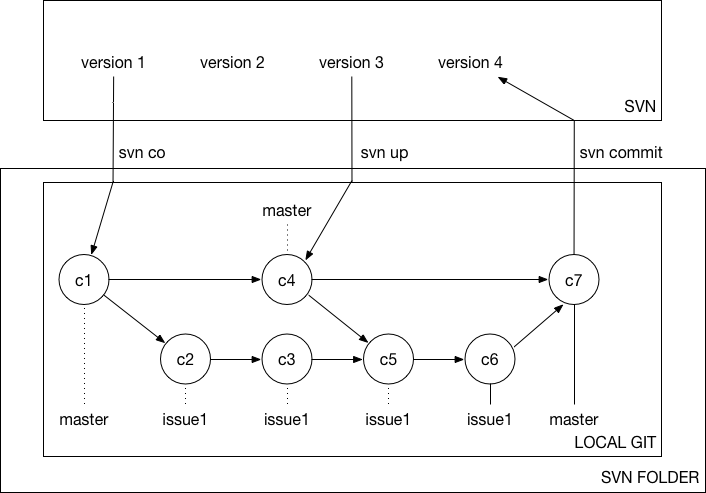 version 1 version 2 version 3 version 4
SVN
svn co svn up svn commit
master
c1 c4 c7
c2 c3 c5 c6
master issue1 issue1 issue1 issue1 master
LOCAL GIT
SVN FOLDER